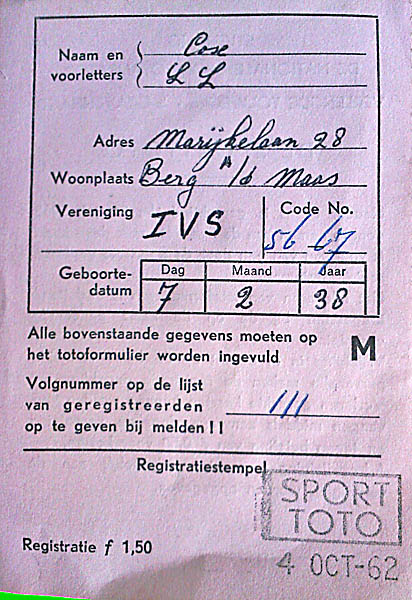 Naam en Cose
voorletters L L
Adres Marijkelaan 28
Woonplaats Berg A/d Maas
Vereniging IVS Code No.
56 67
Geboorte- Dag Maand Jaar
datum 7 2 38
Alle bovenstaande gegevens moeten op
het totoformulier worden ingevuld M
Volgnummer op de lijst
van geregistreerden 111
op te geven bij melden!!
Registratiestempel
SPORT
TOTO
Registratie f 1,50
4 OCT-62